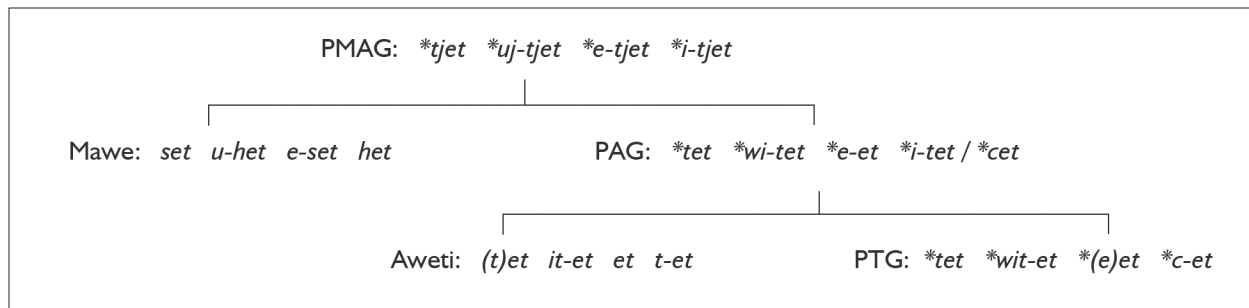 PMAG: *tjet *uj-tjet *e-tjet *i-tjet
Mawe: set u-het e-set het PAG: *tet *wi-tet *e-et *i-tet / *cet
Aweti: (t)et it-et et t-et PTG: *tet *wit-et *(e)et *c-et